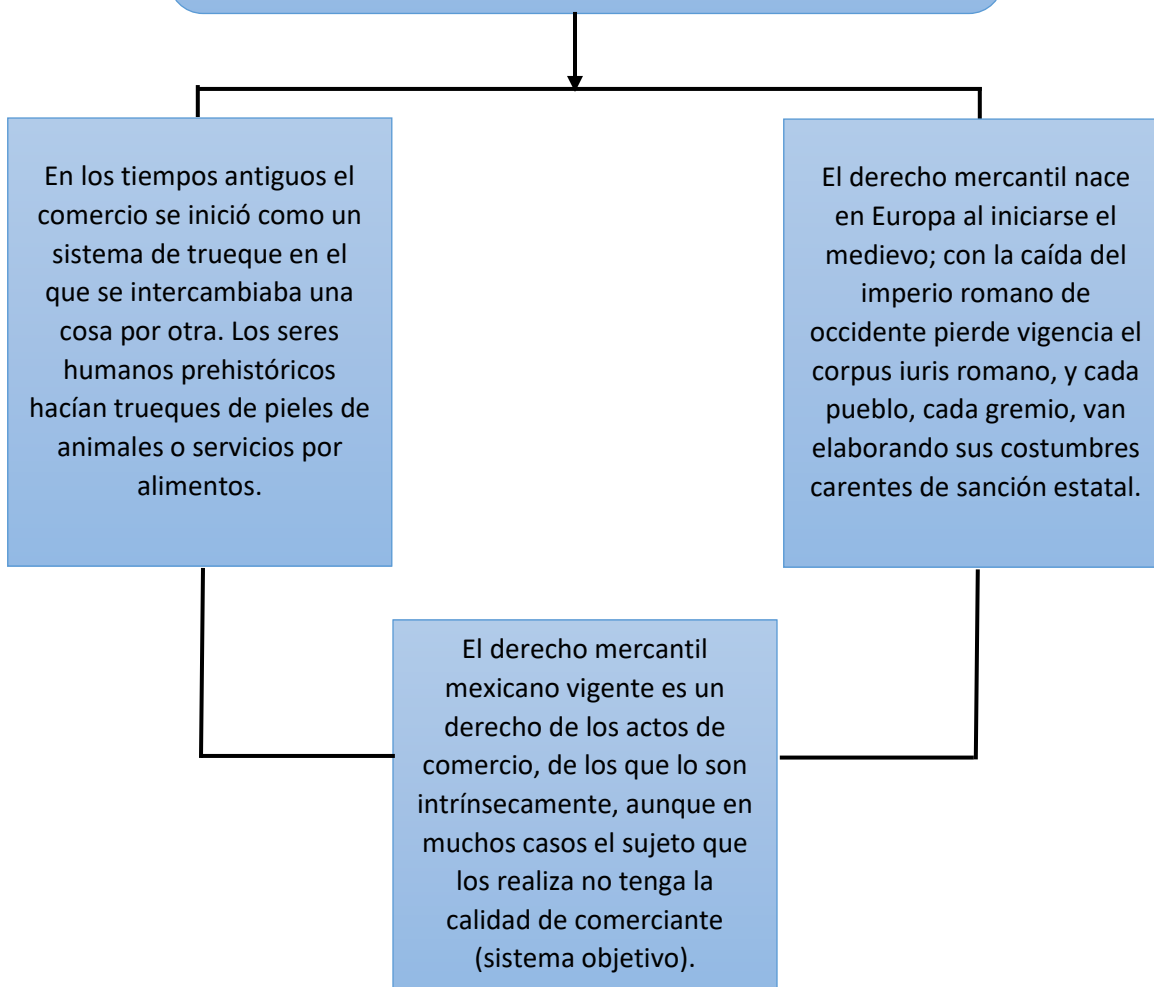 En los tiempos antiguos el
comercio se inició como un
sistema de trueque en el
que se intercambiaba una
cosa por otra. Los seres
humanos prehistóricos
hacían trueques de pieles de
animales o servicios por
alimentos.
El derecho mercantil nace
en Europa al iniciarse el
medievo; con la caída del
imperio romano de
occidente pierde vigencia el
corpus iuris romano, y cada
pueblo, cada gremio, van
elaborando sus costumbres
carentes de sanción estatal.
El derecho mercantil
mexicano vigente es un
derecho de los actos de
comercio, de los que lo son
intrínsecamente, aunque en
muchos casos el sujeto que
los realiza no tenga la
calidad de comerciante
(sistema objetivo).